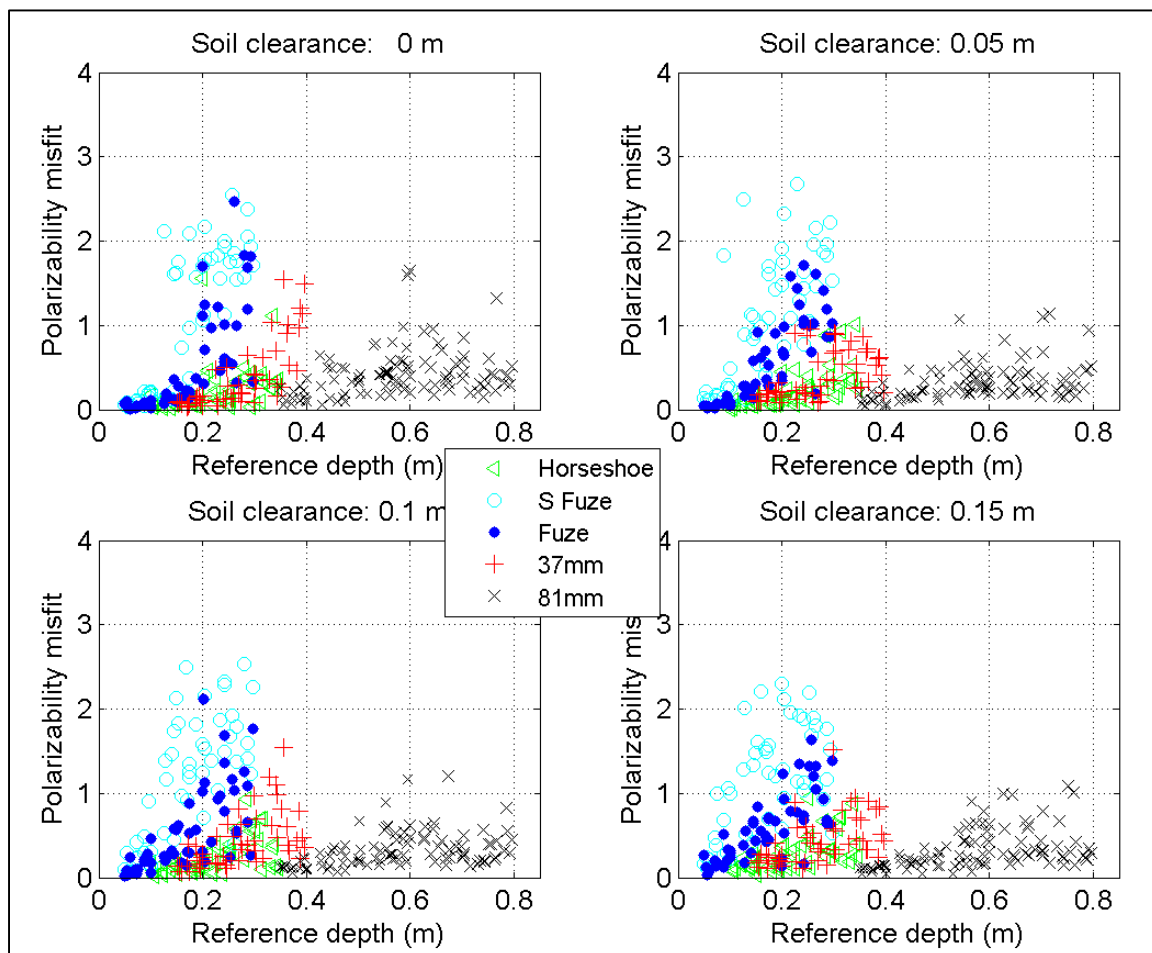 Soil clearance: 0 m
Polarizability misfit
4
3
2
1
0
0 0.2 0.4 0.6 0.8
Reference depth (m)
Soil clearance: 0.05 m
Polarizability misfit
4
3
2
1
0
0 0.2 0.4 0.6 0.8
Reference depth (m)
Horseshoe
S Fuze
Fuze
37mm
81mm
Soil clearance: 0.1 m
Polarizability misfit
4
3
2
1
0
0 0.2 0.4 0.6 0.8
Reference depth (m)
Soil clearance: 0.15 m
Polarizability misfit
4
3
2
1
0
0 0.2 0.4 0.6 0.8
Reference depth (m)